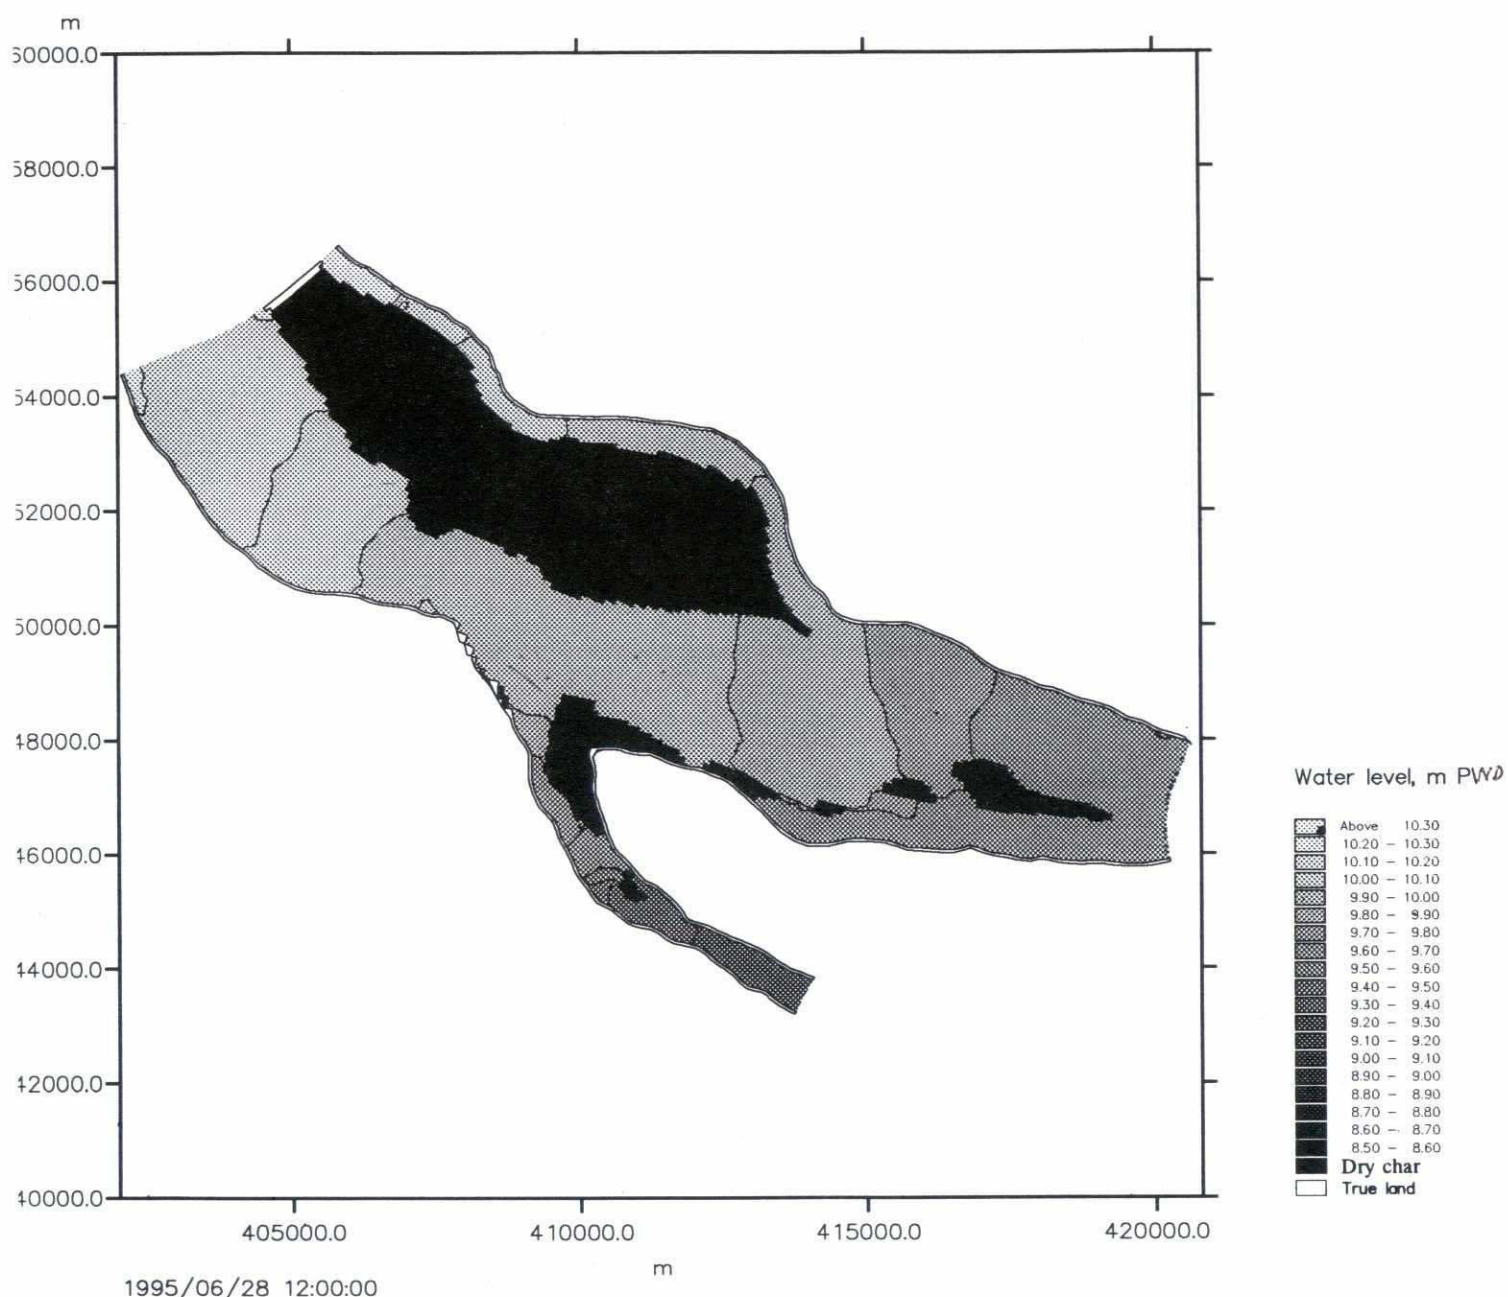 m
60000.0
58000.0
56000.0
54000.0
52000.0
50000.0
48000.0
46000.0
44000.0
42000.0
40000.0
405000.0 410000.0 415000.0 420000.0
m
1995/06/28 12:00:00
Water level, m PWD
Above 10.30
10.20 – 10.30
10.10 – 10.20
10.00 – 10.10
9.90 – 10.00
9.80 – 9.90
9.70 – 9.80
9.60 – 9.70
9.50 – 9.60
9.40 – 9.50
9.30 – 9.40
9.20 – 9.30
9.10 – 9.20
9.00 – 9.10
8.90 – 9.00
8.80 – 8.90
8.70 – 8.80
8.60 – 8.70
8.50 – 8.60
Dry char
True land